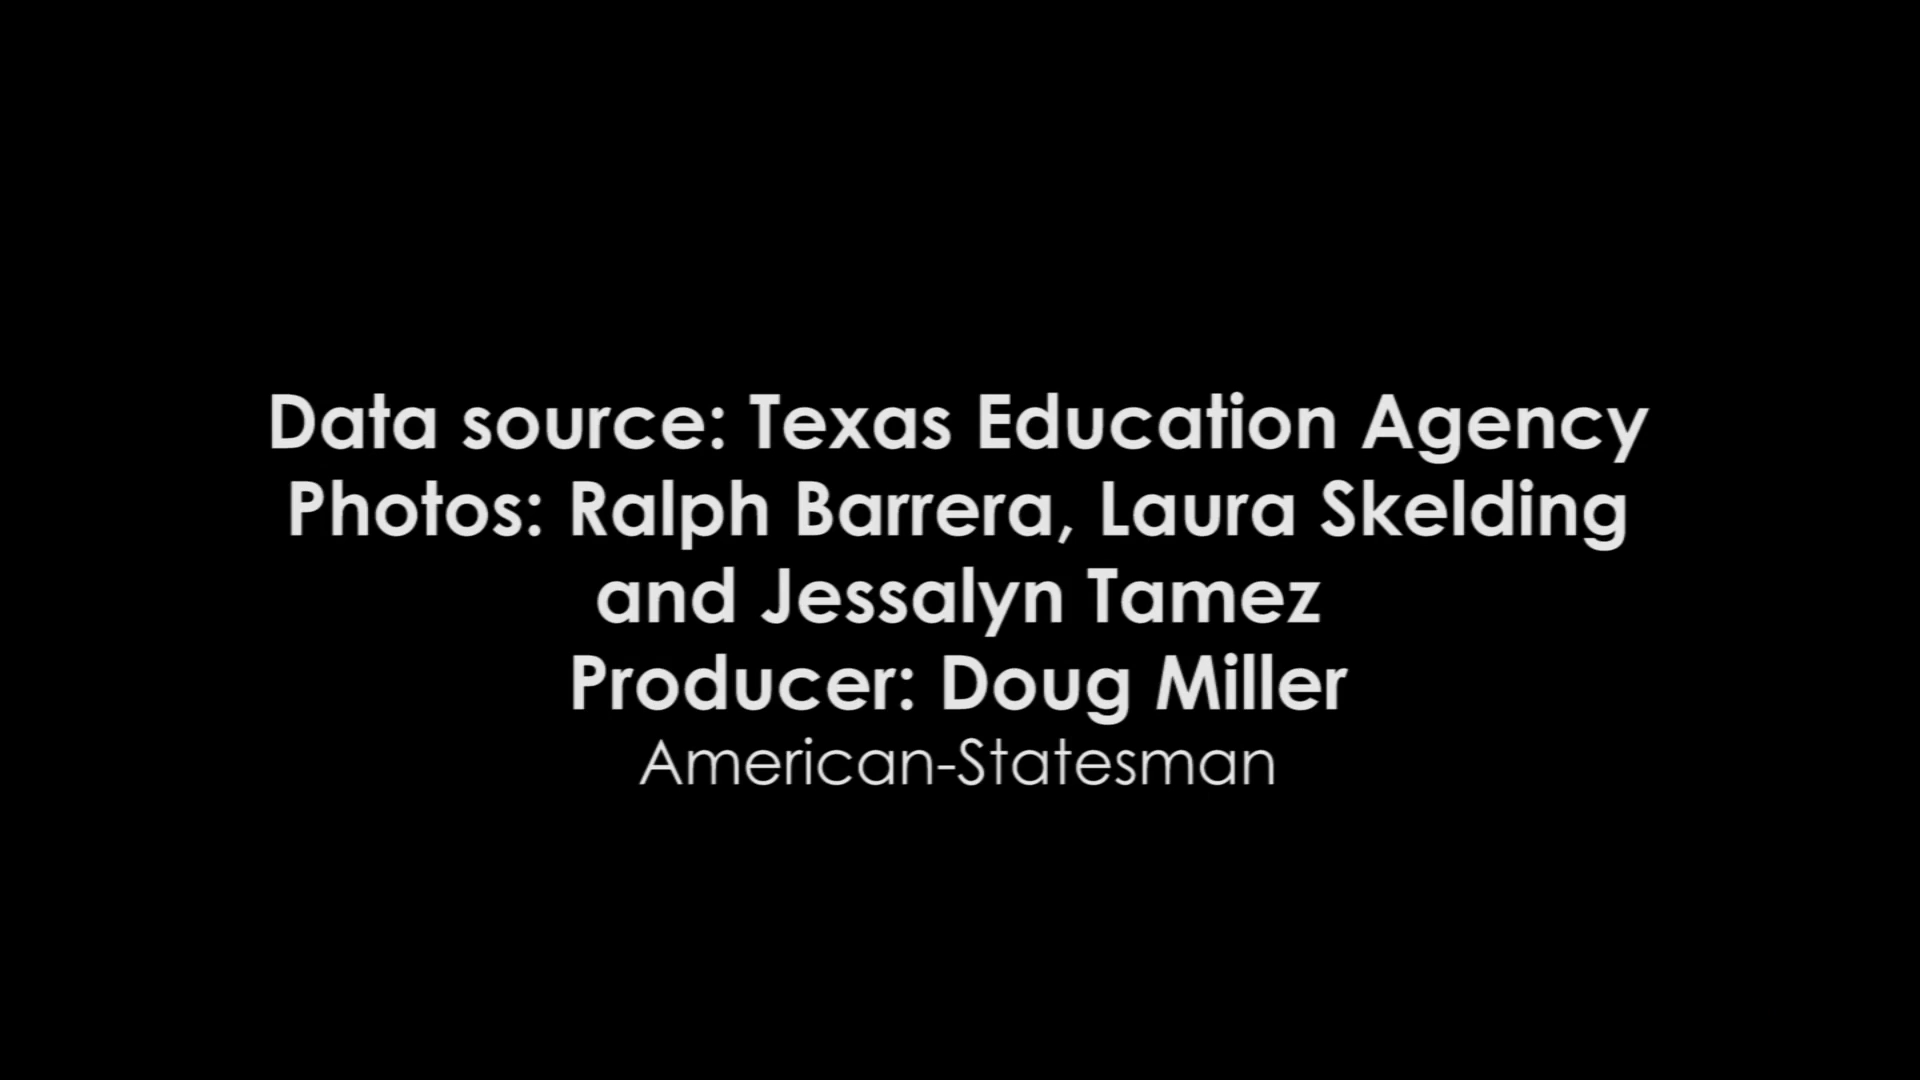 Data source: Texas Education Agency
Photos: Ralph Barrera, Laura Skelding
and Jessalyn Tamez
Producer: Doug Miller
American-Statesman